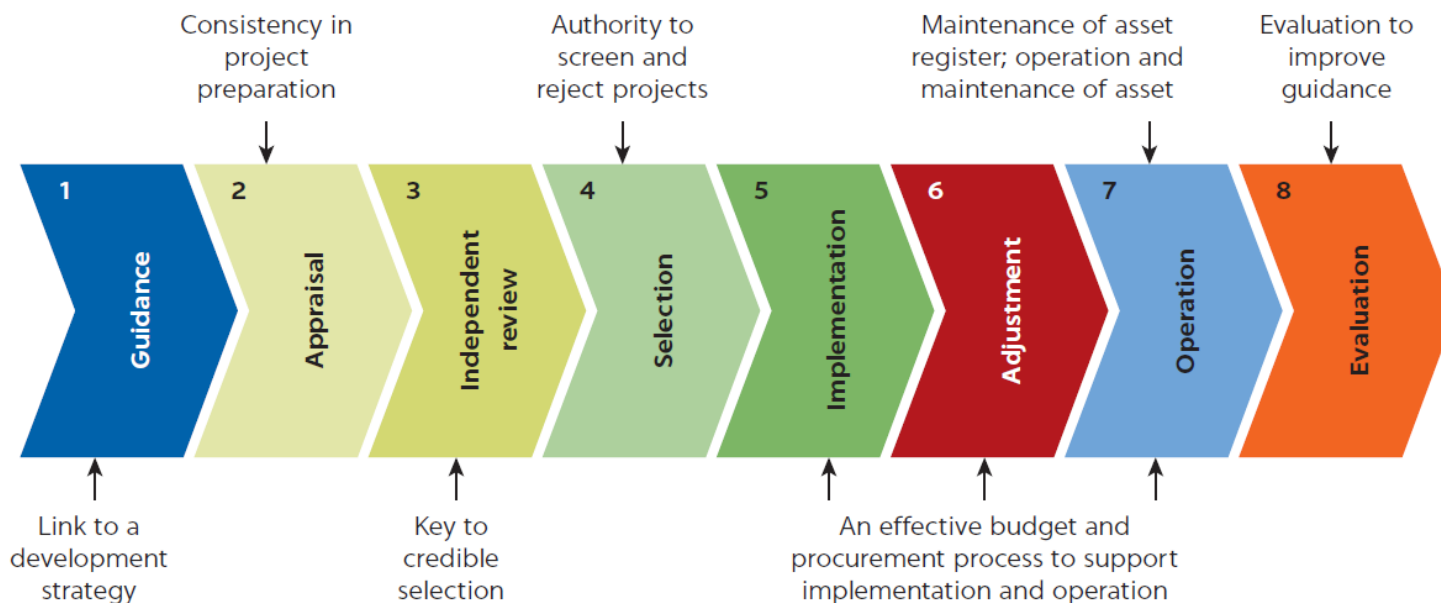 Consistency in
project
preparation
Authority to
screen and
reject projects
Maintenance of asset
register; operation and
maintenance of asset
Evaluation to
improve
guidance
1
Guidance
2
Appraisal
3
Independent
review
4
Selection
5
Implementation
6
Adjustment
7
Operation
8
Evaluation
Link to a
development
strategy
Key to
credible
selection
An effective budget and
procurement process to support
implementation and operation